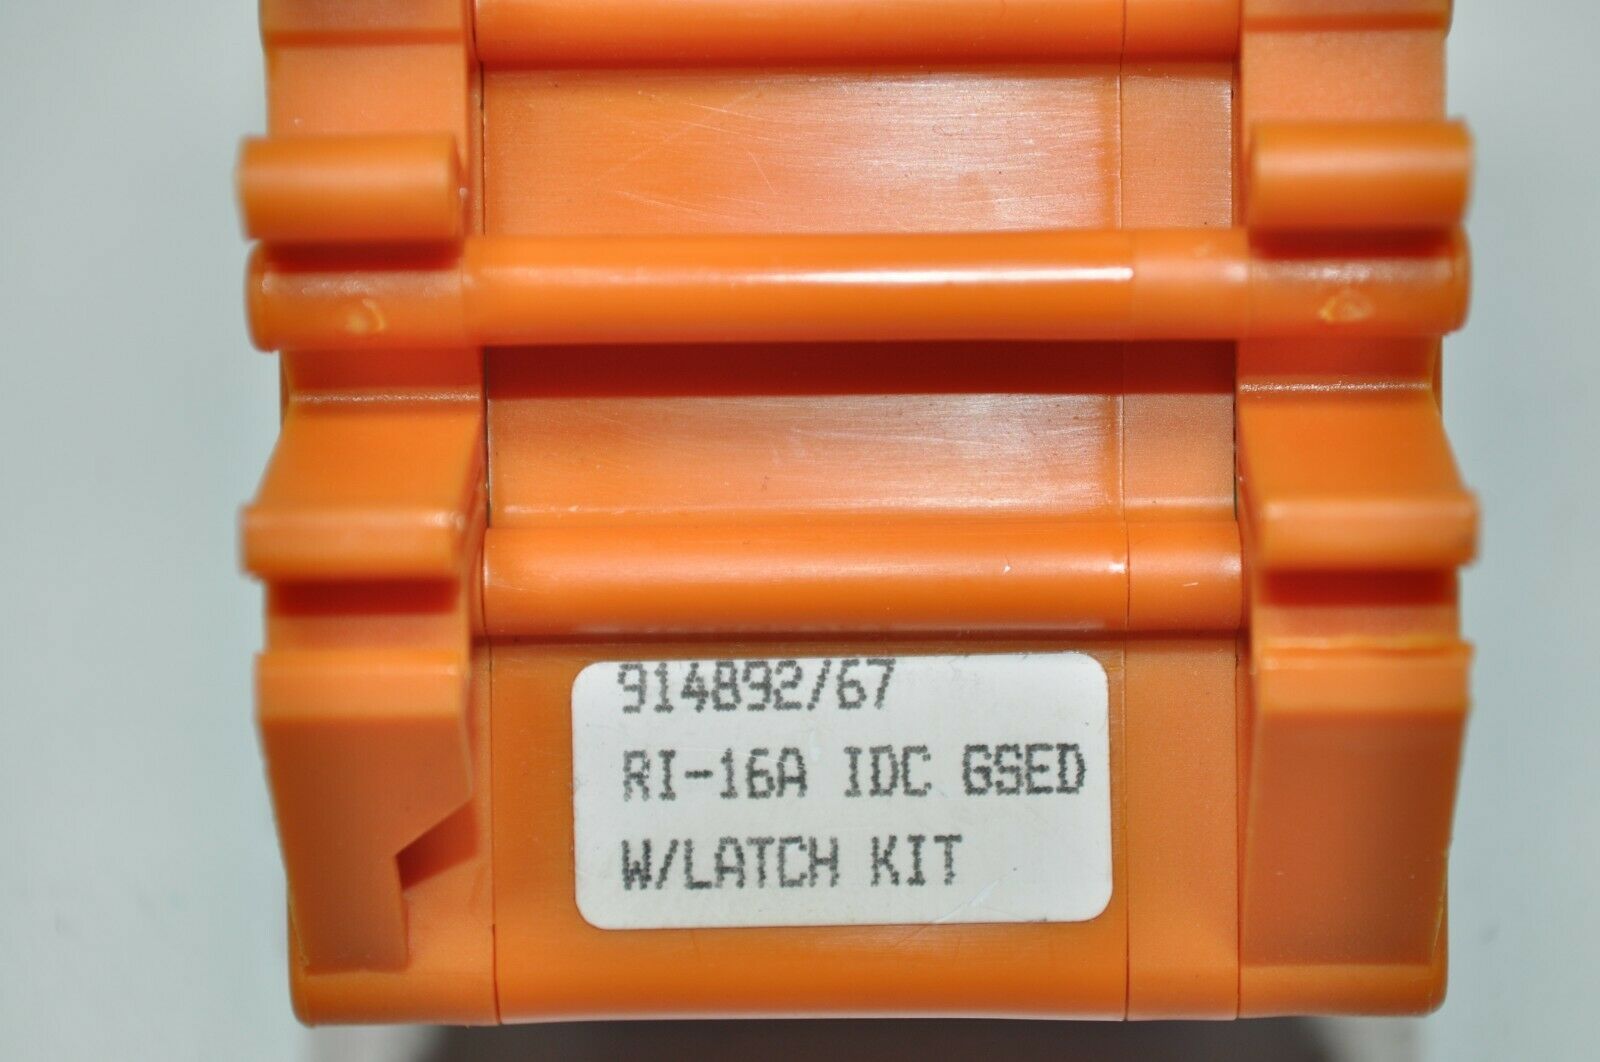 914892/67
RI-16A IDC GSED
W/LATCH KIT